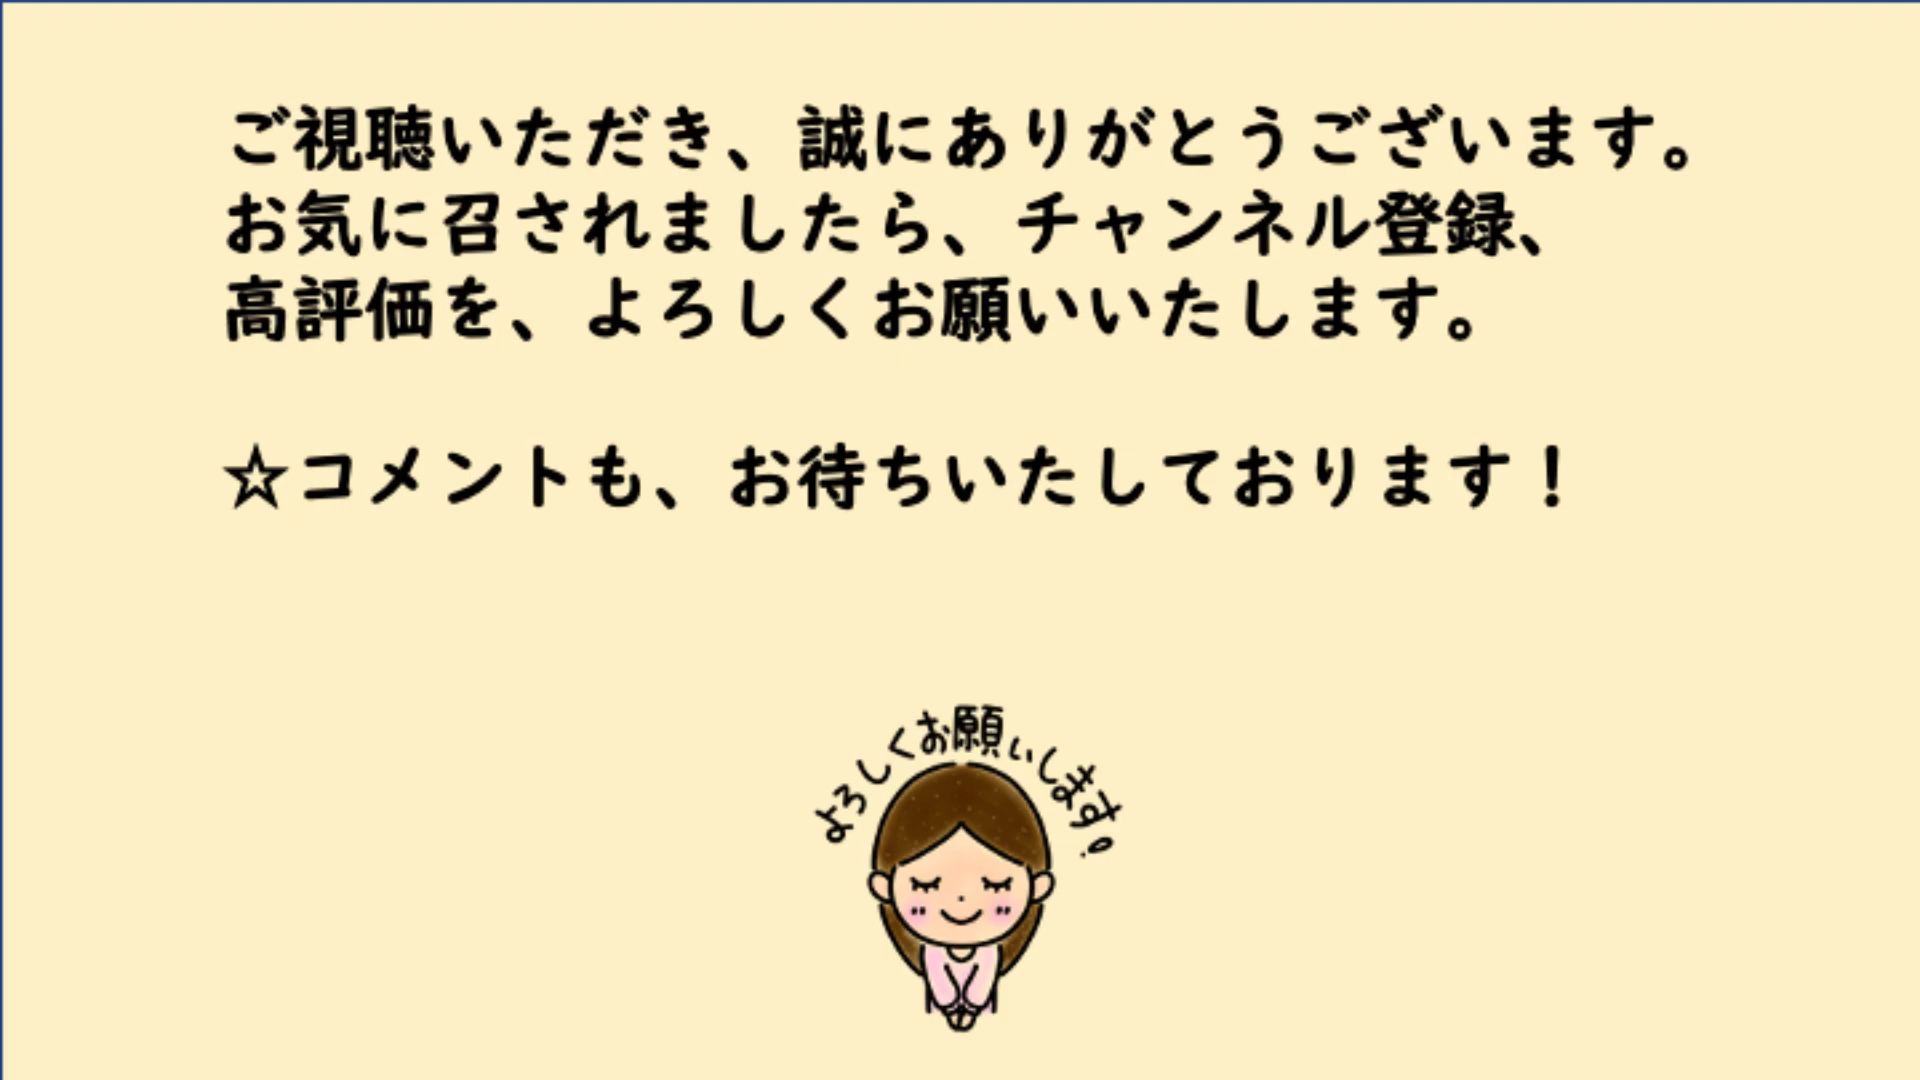 ご視聴いただき、誠にありがとうございます。
お気に召されましたら、チャンネル登録、
高評価を、よろしくお願いいたします。
☆コメントも、お待ちいたしております！
よろしくお願いします!